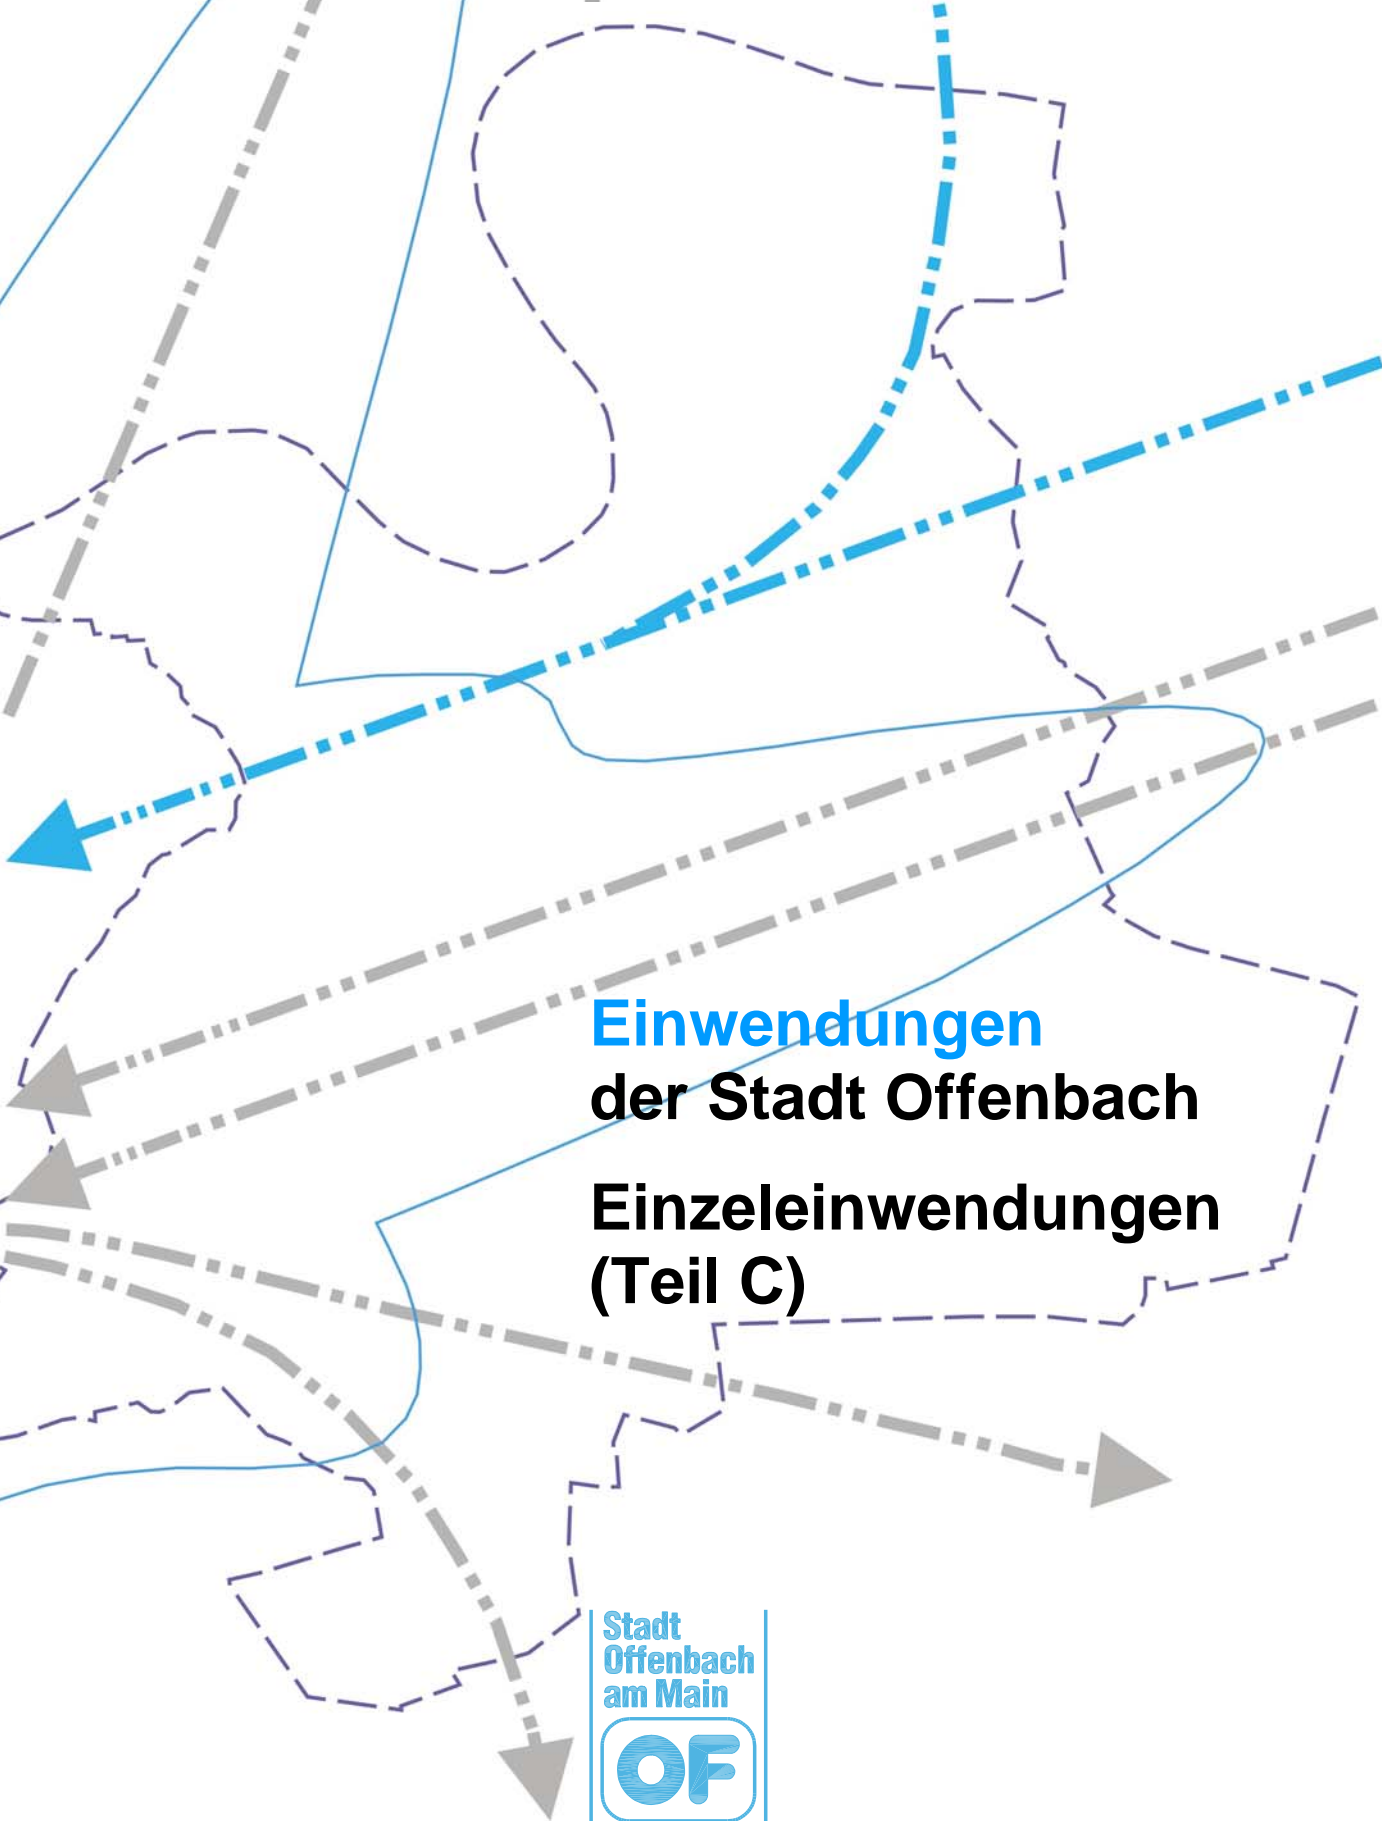 Einwendungen
der Stadt Offenbach
Einzeleinwendungen
(Teil C)
Stadt
Offenbach
am Main
OF